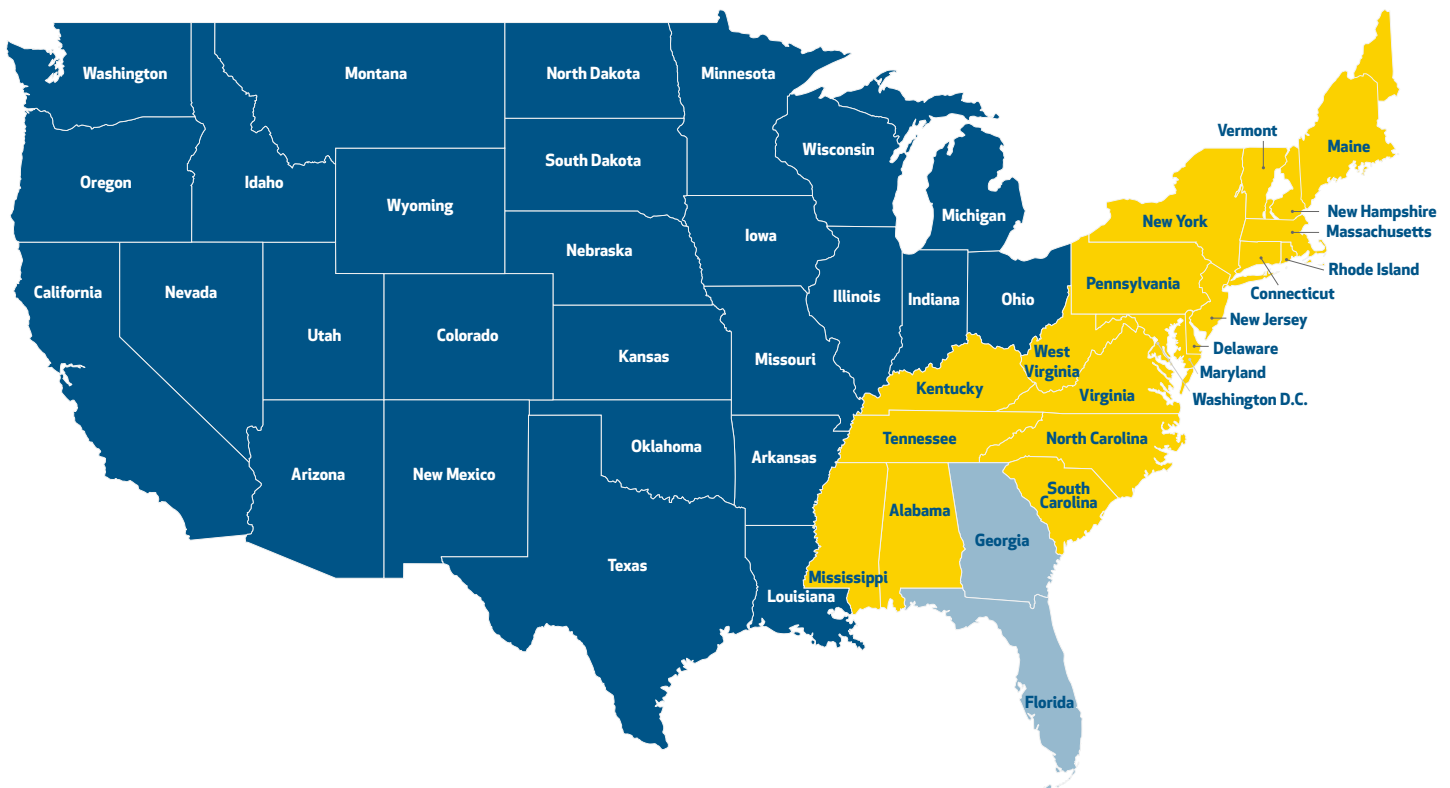 Washington
Montana
North Dakota
Minnesota
Vermont
Maine
Wisconsin
South Dakota
Oregon
Idaho
Wyoming
Michigan
New York
New Hampshire
Massachusetts
Iowa
Nebraska
Rhode Island
Pennsylvania
California
Nevada
Illinois
Indiana
Ohio
Connecticut
New Jersey
Utah
Colorado
Delaware
West
Virginia
Kansas
Missouri
Maryland
Kentucky
Virginia
Washington D.C.
Tennessee
North Carolina
Oklahoma
Arkansas
Arizona
New Mexico
South
Carolina
Alabama
Georgia
Texas
Mississippi
Louisiana
Florida